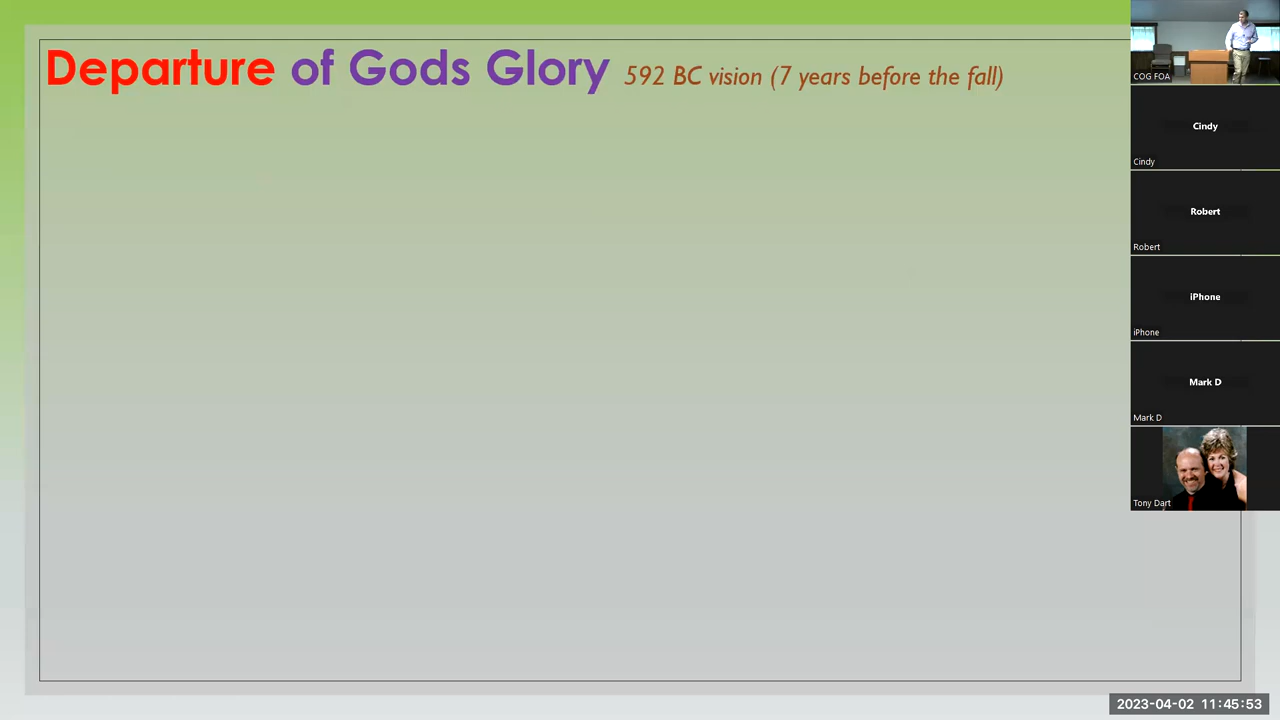 Departure of Gods Glory 592 BC vision (7 years before the fall)
COG FOA
Cindy
Cindy
Robert
Robert
iPhone
iPhone
Mark D
Mark D
Tony Dart
2023-04-02 11:45:53